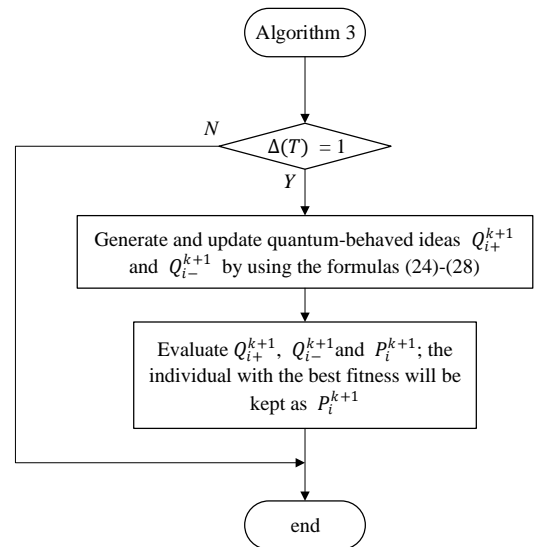 Algorithm 3
N
Δ(T) = 1
Y
Generate and update quantum-behaved ideas Q_{i+}^{k+1}
and Q_{i−}^{k+1} by using the formulas (24)-(28)
Evaluate Q_{i+}^{k+1}, Q_{i−}^{k+1} and P_i^{k+1}; the
individual with the best fitness will be
kept as P_i^{k+1}
end